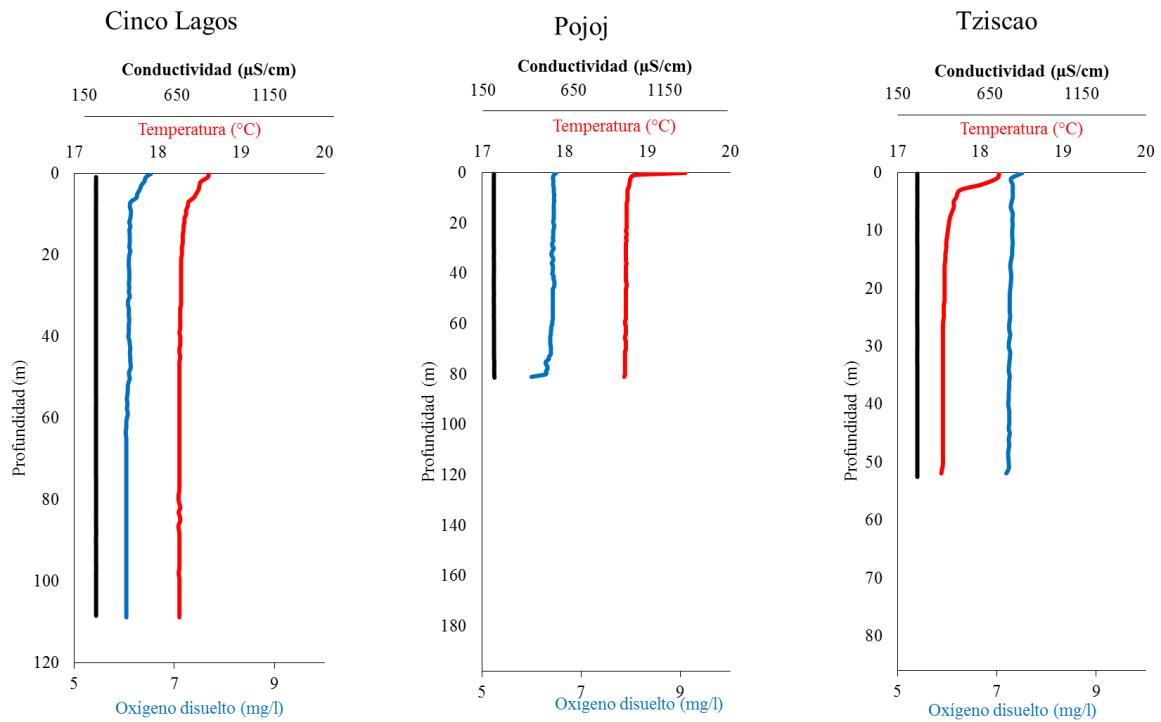 Cinco Lagos
Conductividad (µS/cm)
150 650 1150
Temperatura (°C)
17 18 19 20
0
20
40
60
80
100
120
Profundidad (m)
5 7 9
Oxígeno disuelto (mg/l)
Pojoj
Conductividad (µS/cm)
150 650 1150
Temperatura (°C)
17 18 19 20
0
20
40
60
80
100
120
140
160
180
Profundidad (m)
5 7 9
Oxígeno disuelto (mg/l)
Tziscao
Conductividad (µS/cm)
150 650 1150
Temperatura (°C)
17 18 19 20
0
10
20
30
40
50
60
70
80
Profundidad (m)
5 7 9
Oxígeno disuelto (mg/l)